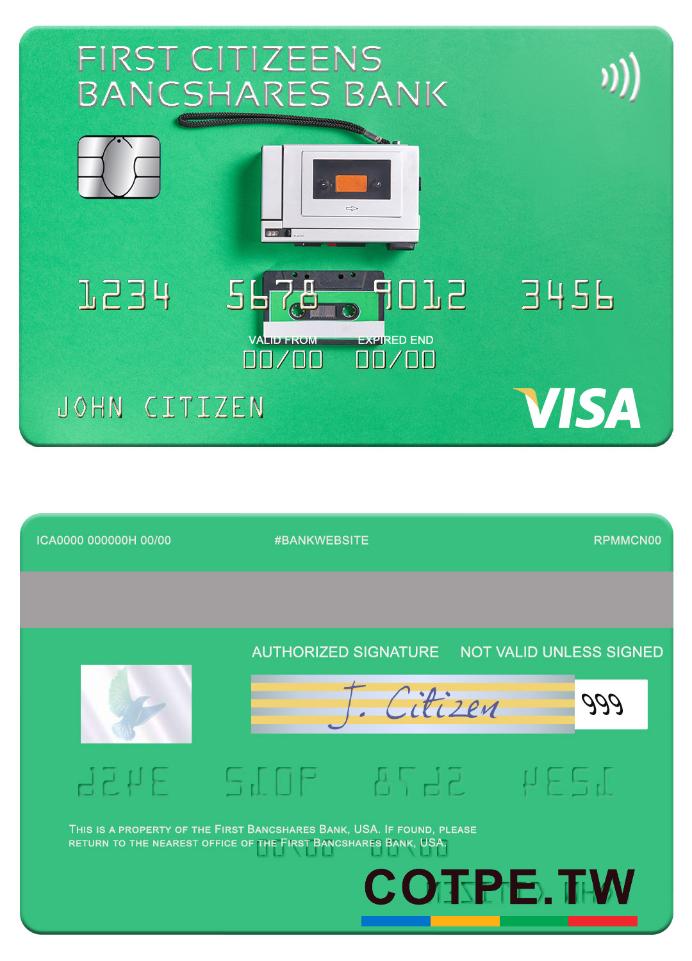 FIRST CITIZEENS
BANCSHARES BANK
1234 5678 9012 3456
VALID FROM EXPIRED END
00/00 00/00
JOHN CITIZEN
VISA
ICA0000 000000H 00/00 #BANKWEBSITE RPMMCN00
AUTHORIZED SIGNATURE NOT VALID UNLESS SIGNED
J. Citizen 999
THIS IS A PROPERTY OF THE FIRST BANCSHARES BANK, USA. IF FOUND, PLEASE
RETURN TO THE NEAREST OFFICE OF THE FIRST BANCSHARES BANK, USA.
COTPE.TW